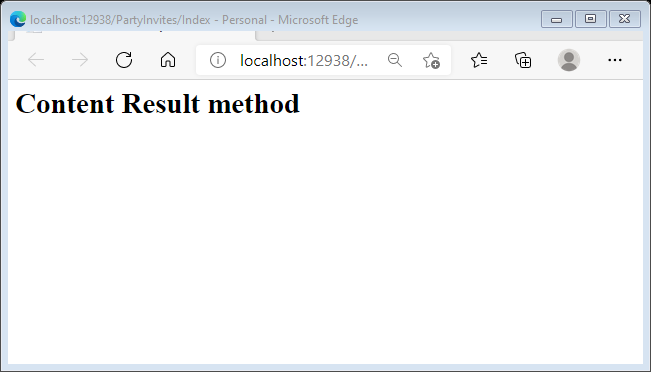 localhost:12938/PartyInvites/Index - Personal - Microsoft Edge
localhost:12938/...
Content Result method